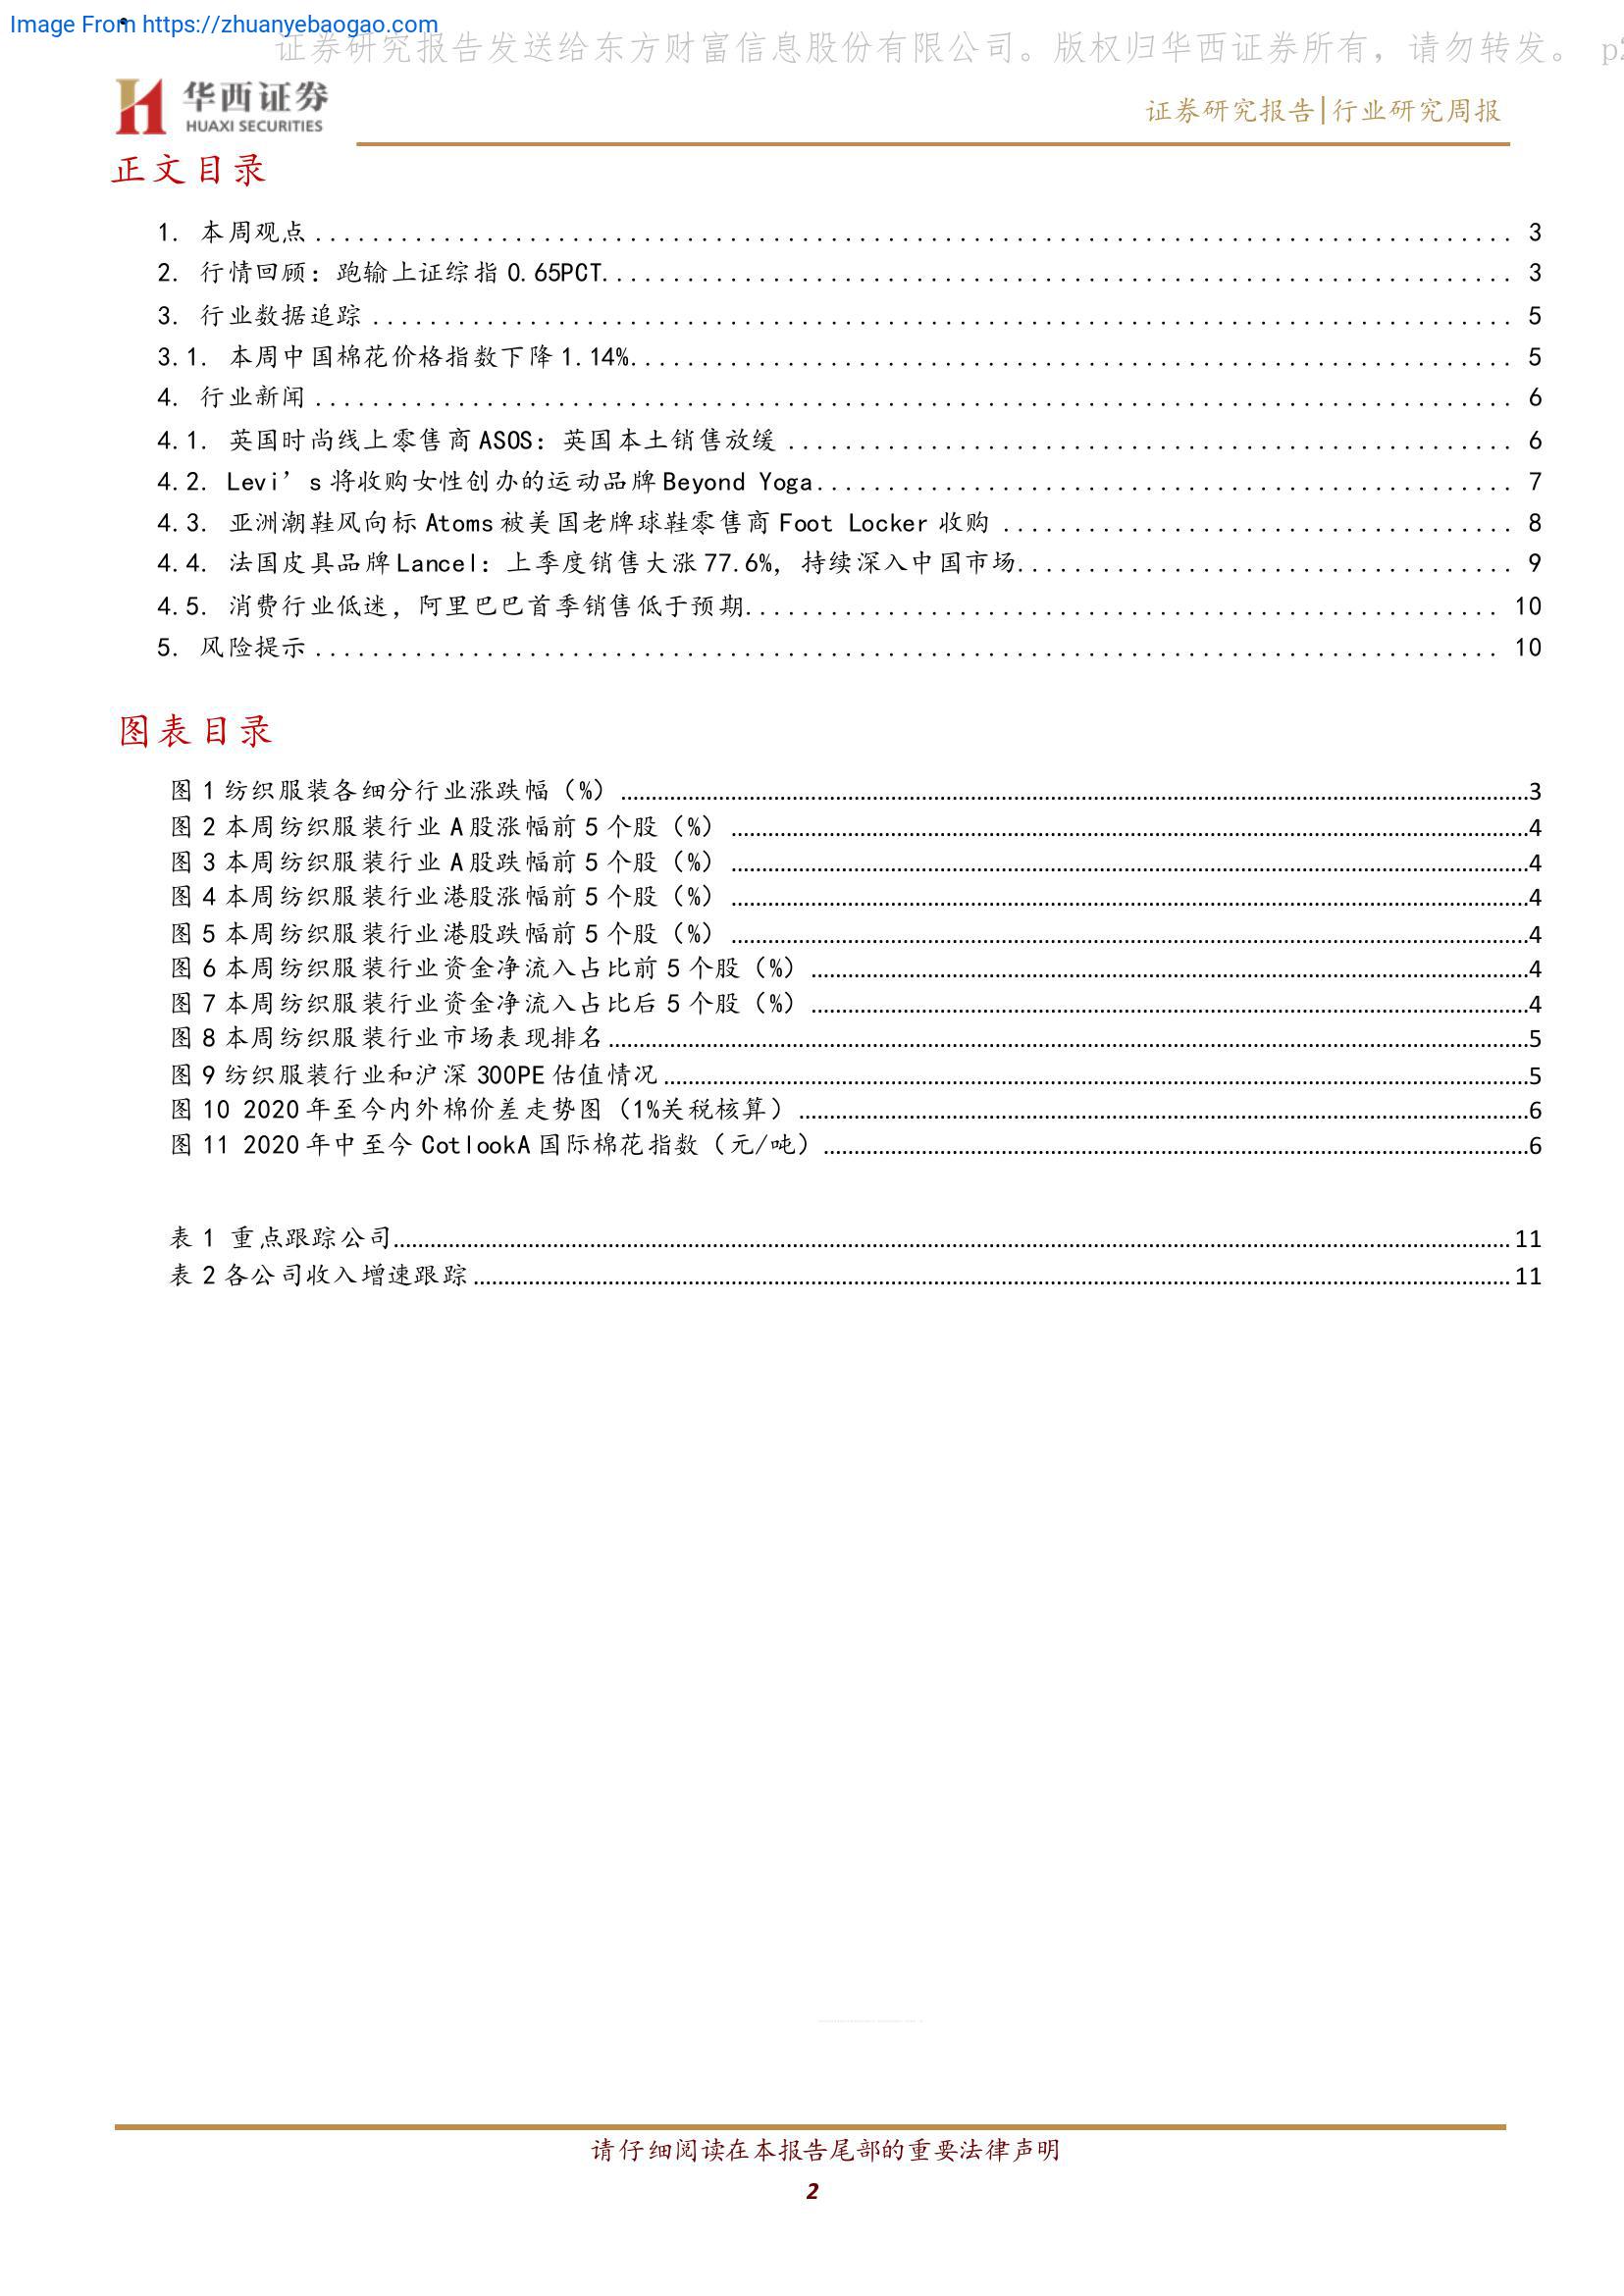 Image From https://zhuanyebaogao.com
证券研究报告发送给东方财富信息股份有限公司。版权归华西证券所有，请勿转发。 p2
华西证券
HUAXI SECURITIES
证券研究报告|行业研究周报
正文目录
1. 本周观点 3
2. 行情回顾：跑输上证综指 0.65PCT 3
3. 行业数据追踪 5
3.1. 本周中国棉花价格指数下降 1.14% 5
4. 行业新闻 6
4.1. 英国时尚线上零售商 ASOS：英国本土销售放缓 6
4.2. Levi’s 将收购女性创办的运动品牌 Beyond Yoga 7
4.3. 亚洲潮鞋风向标 Atoms 被美国老牌球鞋零售商 Foot Locker 收购 8
4.4. 法国皮具品牌 Lancel：上季度销售大涨 77.6%，持续深入中国市场 9
4.5. 消费行业低迷，阿里巴巴首季销售低于预期 10
5. 风险提示 10
图表目录
图 1 纺织服装各细分行业涨跌幅（%） 3
图 2 本周纺织服装行业 A 股涨幅前 5 个股（%） 4
图 3 本周纺织服装行业 A 股跌幅前 5 个股（%） 4
图 4 本周纺织服装行业港股涨幅前 5 个股（%） 4
图 5 本周纺织服装行业港股跌幅前 5 个股（%） 4
图 6 本周纺织服装行业资金净流入占比前 5 个股（%） 4
图 7 本周纺织服装行业资金净流入占比后 5 个股（%） 4
图 8 本周纺织服装行业市场表现排名 5
图 9 纺织服装行业和沪深 300PE 估值情况 5
图 10 2020 年至今内外棉价差走势图（1%关税核算） 6
图 11 2020 年中至今 CotlookA 国际棉花指数（元/吨） 6
表 1 重点跟踪公司 11
表 2 各公司收入增速跟踪 11
请仔细阅读在本报告尾部的重要法律声明
2